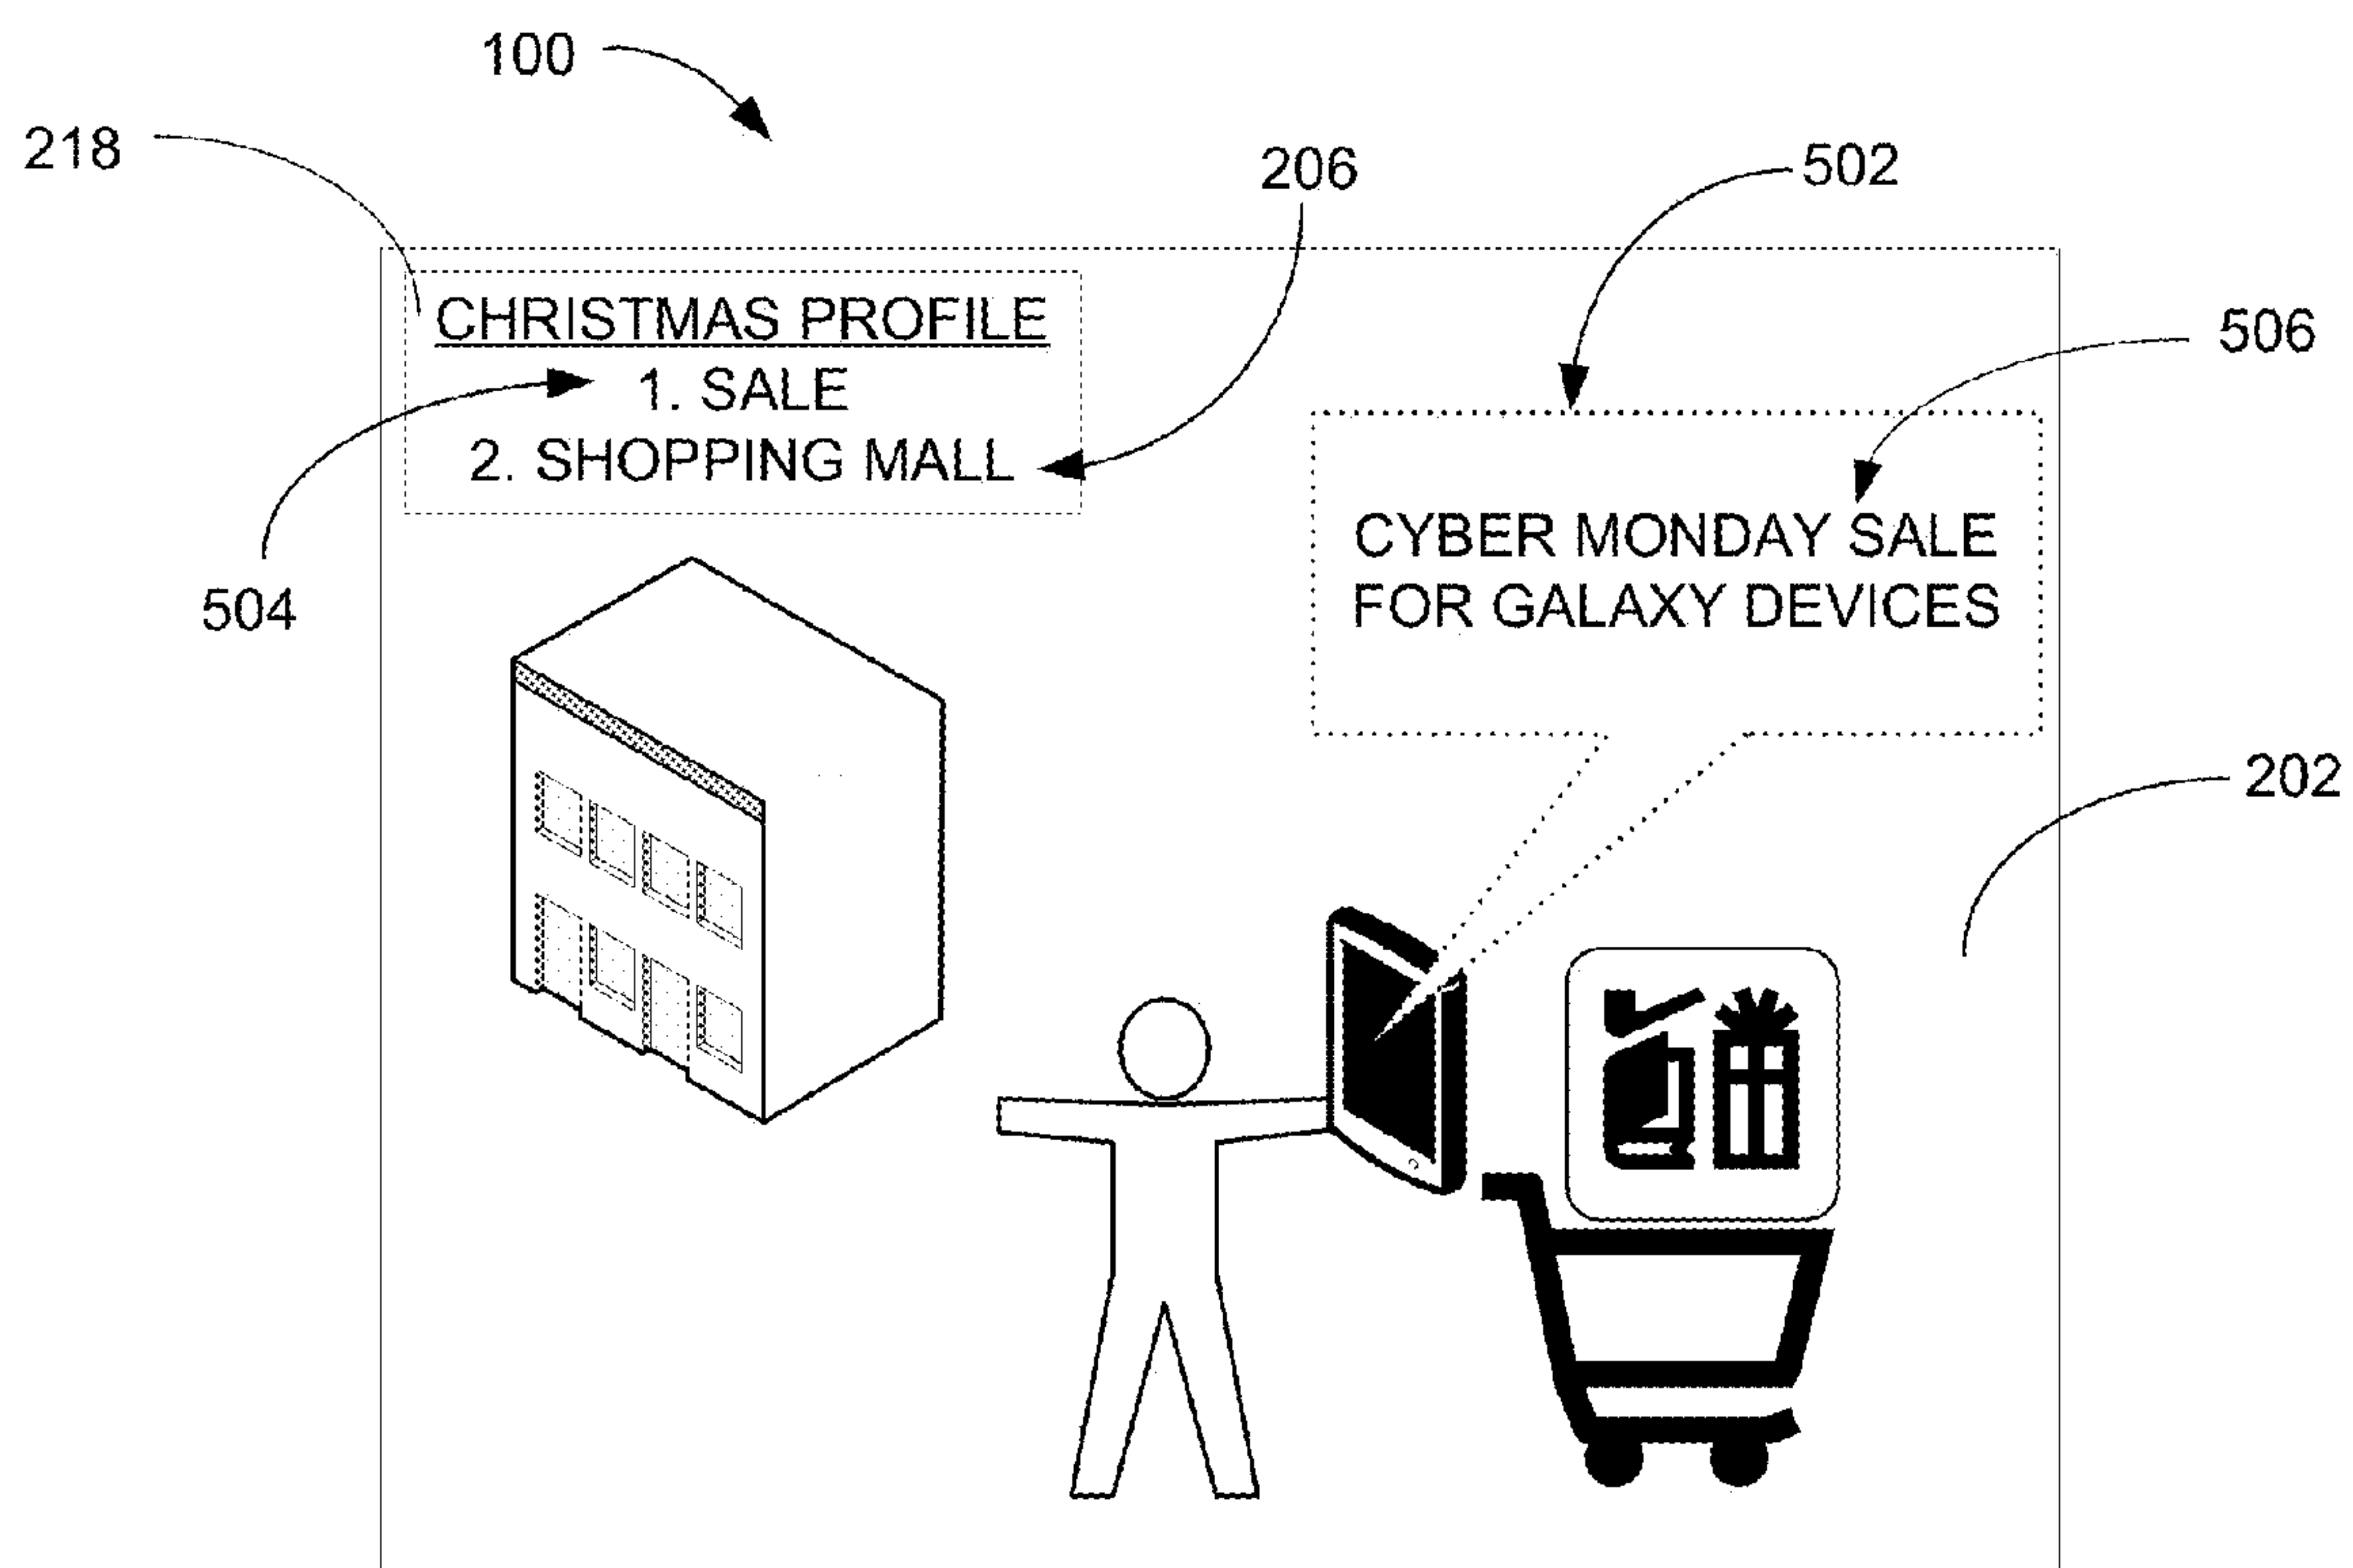 100
218
206
502
CHRISTMAS PROFILE
1. SALE
2. SHOPPING MALL
506
504
CYBER MONDAY SALE
FOR GALAXY DEVICES
202